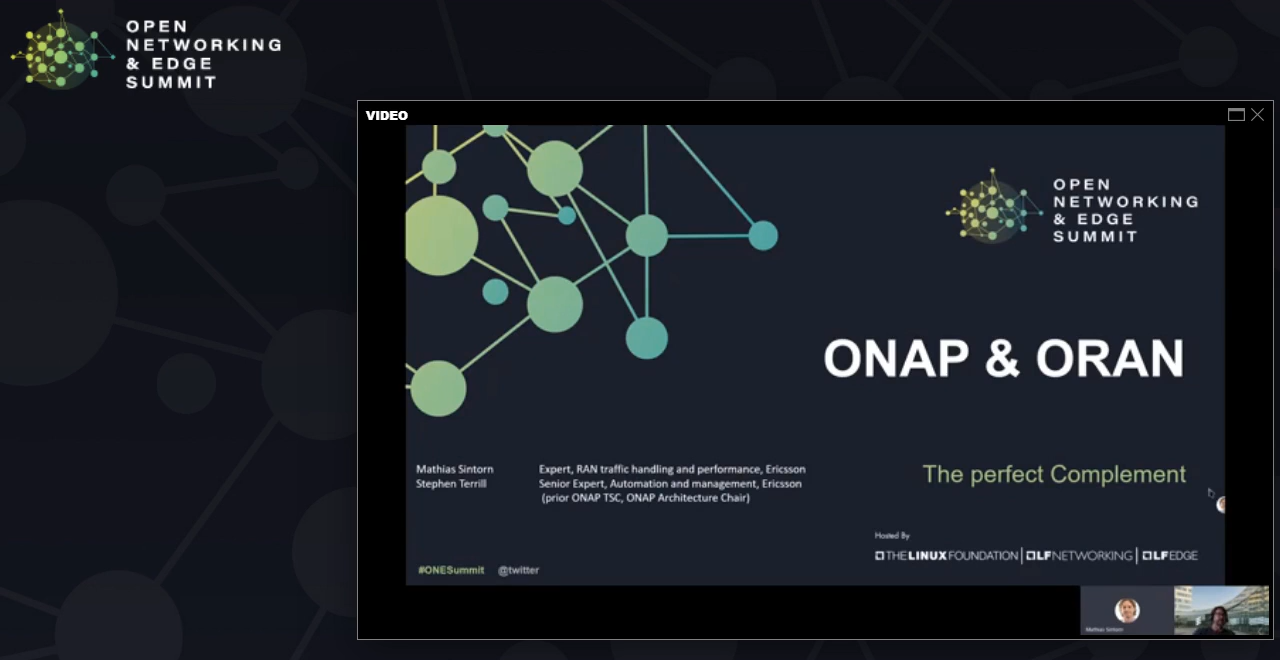 OPEN
NETWORKING
& EDGE
SUMMIT
VIDEO
OPEN
NETWORKING
& EDGE
SUMMIT
ONAP & ORAN
The perfect Complement
Mathias Sintorn Expert, RAN traffic handling and performance, Ericsson
Stephen Terrill Senior Expert, Automation and management, Ericsson
(prior ONAP TSC, ONAP Architecture Chair)
Hosted By
THE LINUX FOUNDATION | LF NETWORKING | LF EDGE
#ONESummit @twitter
Mathias Sintorn